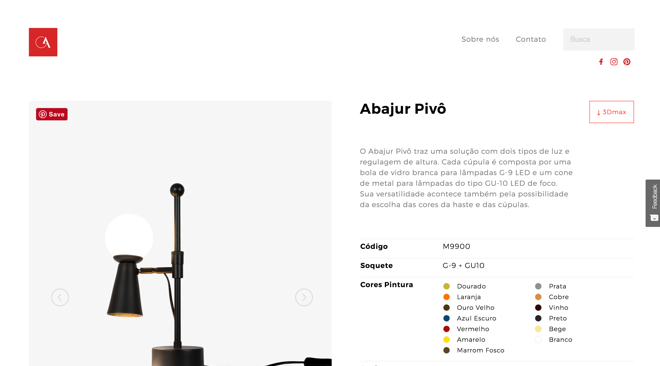 CA
Sobre nós
Contato
Busca
Save
Abajur Pivô
↓ 3Dmax
O Abajur Pivô traz uma solução com dois tipos de luz e
regulagem de altura. Cada cúpula é composta por uma
bola de vidro branca para lâmpadas G-9 LED e um cone
de metal para lâmpadas do tipo GU-10 LED de foco.
Sua versatilidade acontece também pela possibilidade
da escolha das cores da haste e das cúpulas.
Feedback
Código M9900
Soquete G-9 + GU10
Cores Pintura
Dourado
Laranja
Ouro Velho
Azul Escuro
Vermelho
Amarelo
Marrom Fosco
Prata
Cobre
Vinho
Preto
Bege
Branco